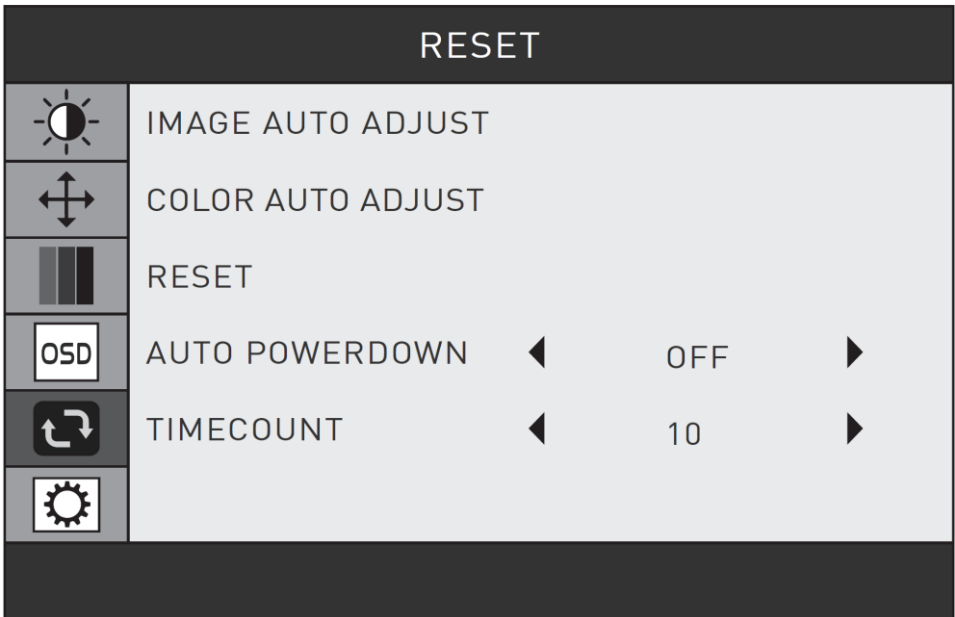 RESET
IMAGE AUTO ADJUST
COLOR AUTO ADJUST
RESET
OSD
AUTO POWERDOWN OFF
TIMECOUNT 10